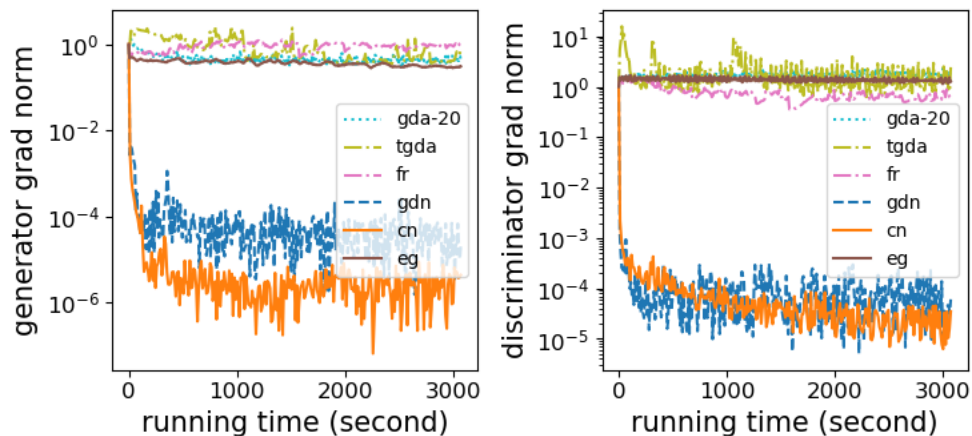 generator grad norm
10^0
10^-2
10^-4
10^-6
gda-20
tgda
fr
gdn
cn
eg
0
1000
2000
3000
running time (second)
discriminator grad norm
10^1
10^0
10^-1
10^-2
10^-3
10^-4
10^-5
gda-20
tgda
fr
gdn
cn
eg
0
1000
2000
3000
running time (second)